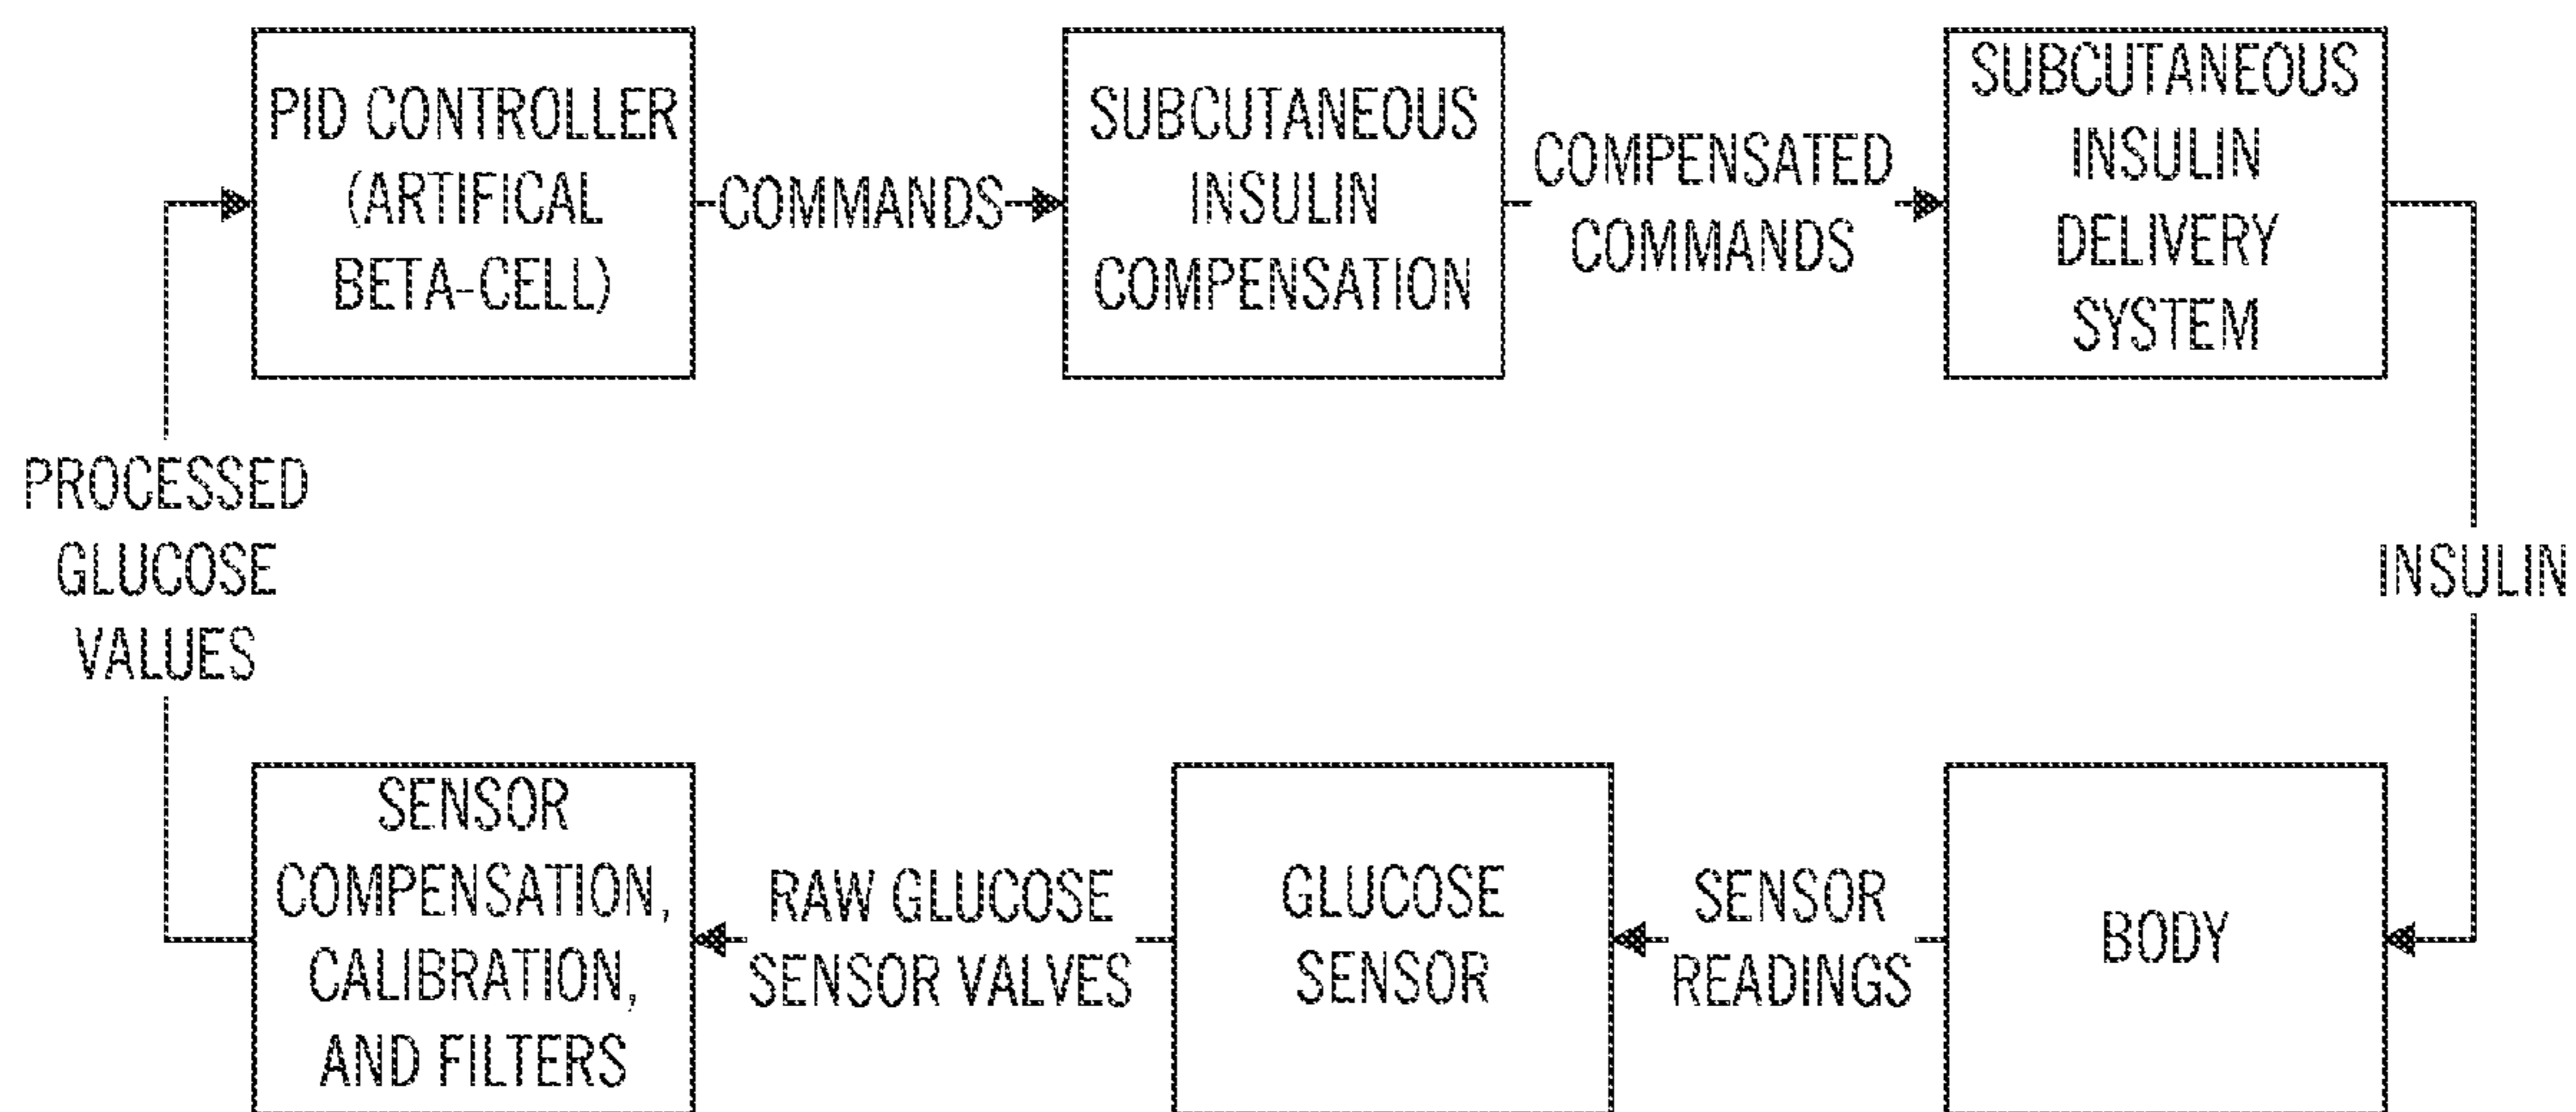 PID CONTROLLER
(ARTIFICAL
BETA-CELL)
COMMANDS
SUBCUTANEOUS
INSULIN
COMPENSATION
COMPENSATED
COMMANDS
SUBCUTANEOUS
INSULIN
DELIVERY
SYSTEM
INSULIN
BODY
SENSOR
READINGS
GLUCOSE
SENSOR
RAW GLUCOSE
SENSOR VALVES
SENSOR
COMPENSATION,
CALIBRATION,
AND FILTERS
PROCESSED
GLUCOSE
VALUES